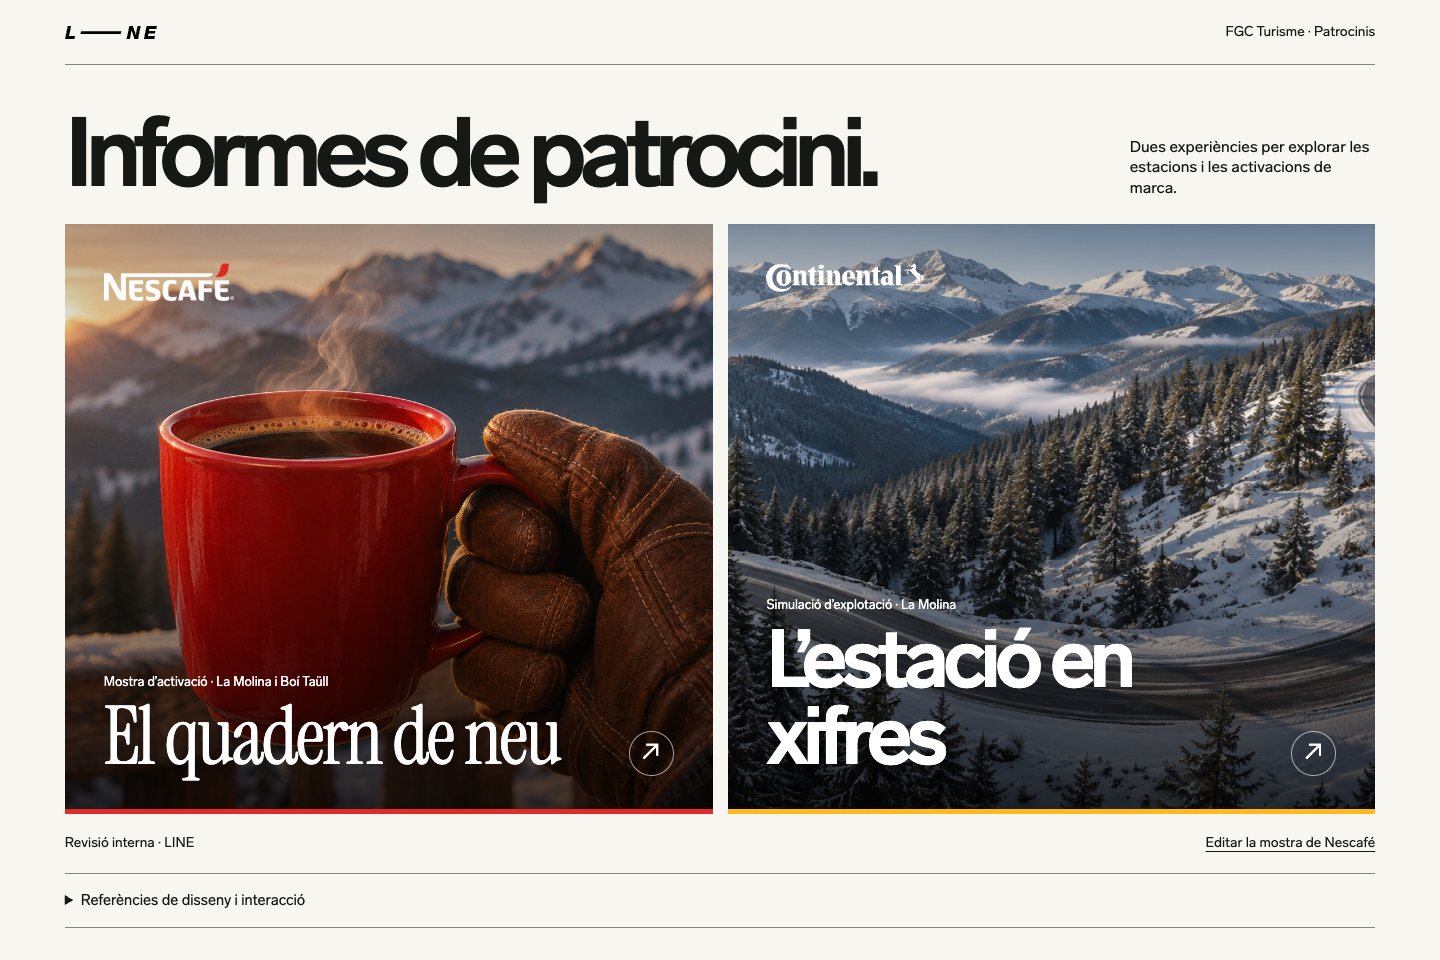 L—NE
FGC Turisme · Patrocinis
Informes de patrocini.
Dues experiències per explorar les
estacions i les activacions de
marca.
NESCAFÉ
Mostra d'activació · La Molina i Boí Taüll
El quadern de neu
Continental
Simulació d'explotació · La Molina
L'estació en
xifres
Revisió interna · LINE
Editar la mostra de Nescafé
Referències de disseny i interacció